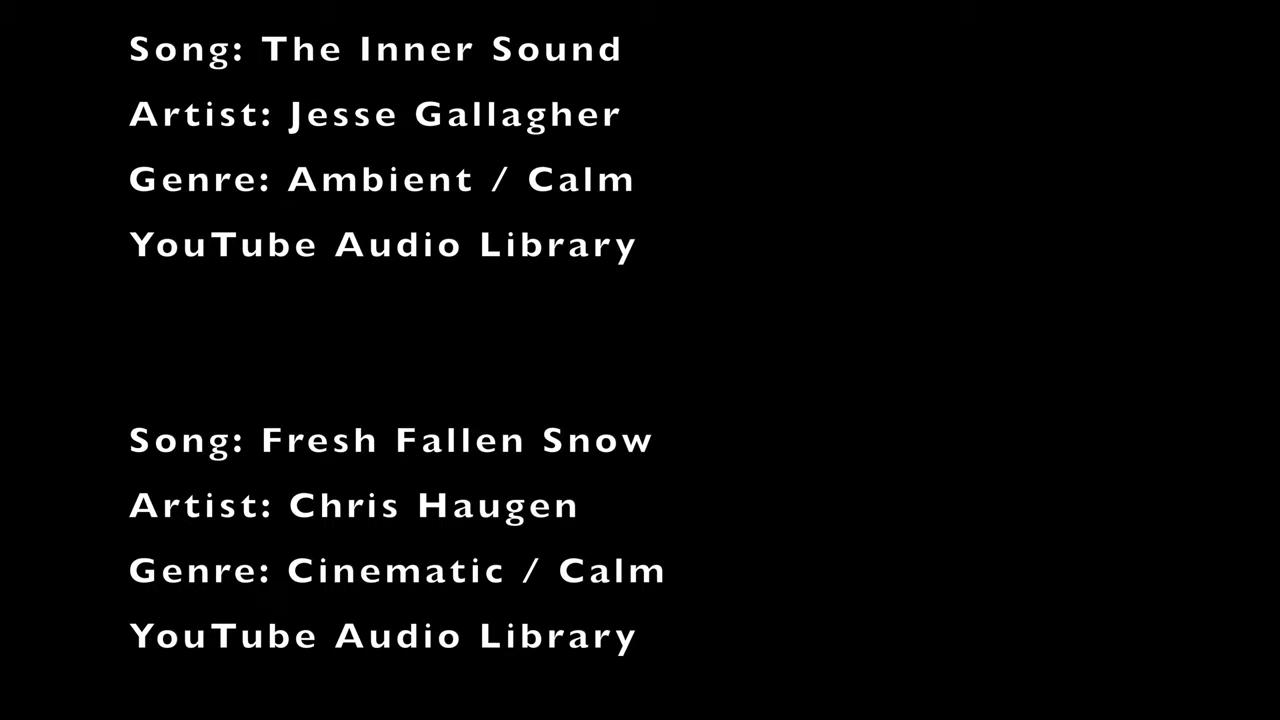 Song: The Inner Sound
Artist: Jesse Gallagher
Genre: Ambient / Calm
YouTube Audio Library
Song: Fresh Fallen Snow
Artist: Chris Haugen
Genre: Cinematic / Calm
YouTube Audio Library